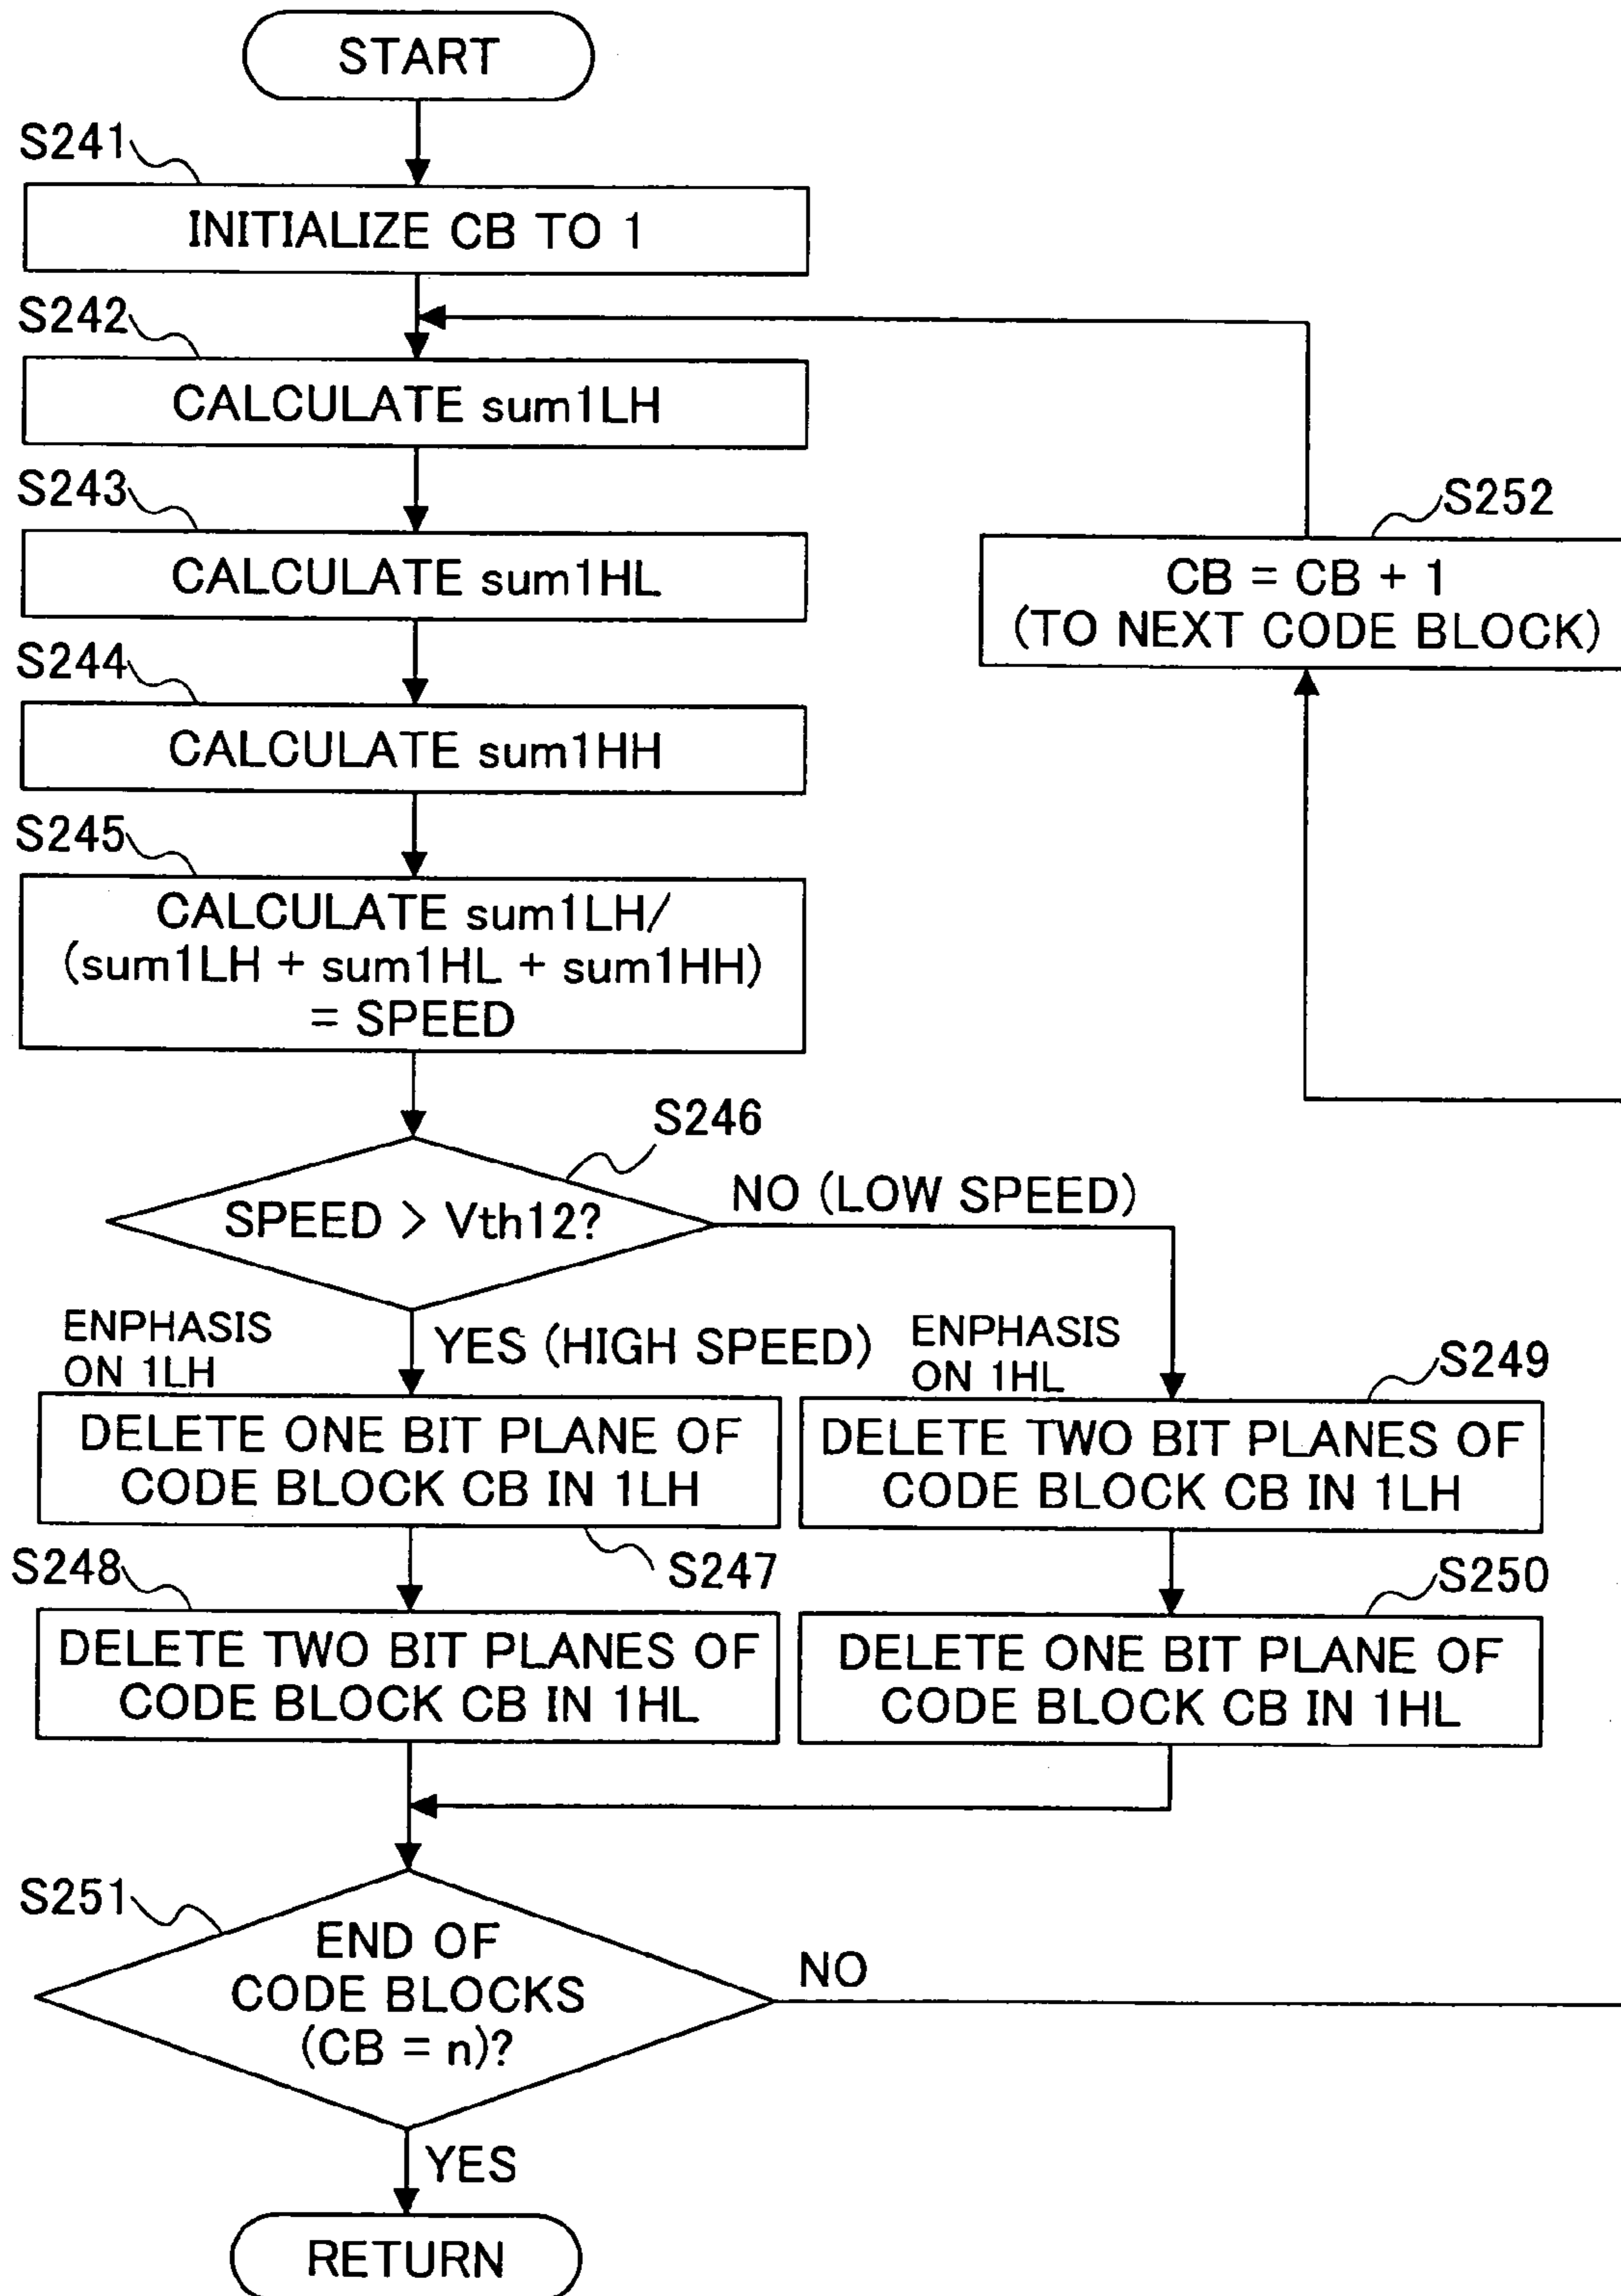 START
S241
INITIALIZE CB TO 1
S242
CALCULATE sum1LH
S243
CALCULATE sum1HL
S252
CB = CB + 1
(TO NEXT CODE BLOCK)
S244
CALCULATE sum1HH
S245
CALCULATE sum1LH/
(sum1LH + sum1HL + sum1HH)
= SPEED
S246
SPEED > Vth12?
NO (LOW SPEED)
ENPHASIS
ON 1LH
YES (HIGH SPEED)
ENPHASIS
ON 1HL
S249
DELETE ONE BIT PLANE OF
CODE BLOCK CB IN 1LH
DELETE TWO BIT PLANES OF
CODE BLOCK CB IN 1LH
S248
S247
S250
DELETE TWO BIT PLANES OF
CODE BLOCK CB IN 1HL
DELETE ONE BIT PLANE OF
CODE BLOCK CB IN 1HL
S251
END OF
CODE BLOCKS
(CB = n)?
NO
YES
RETURN